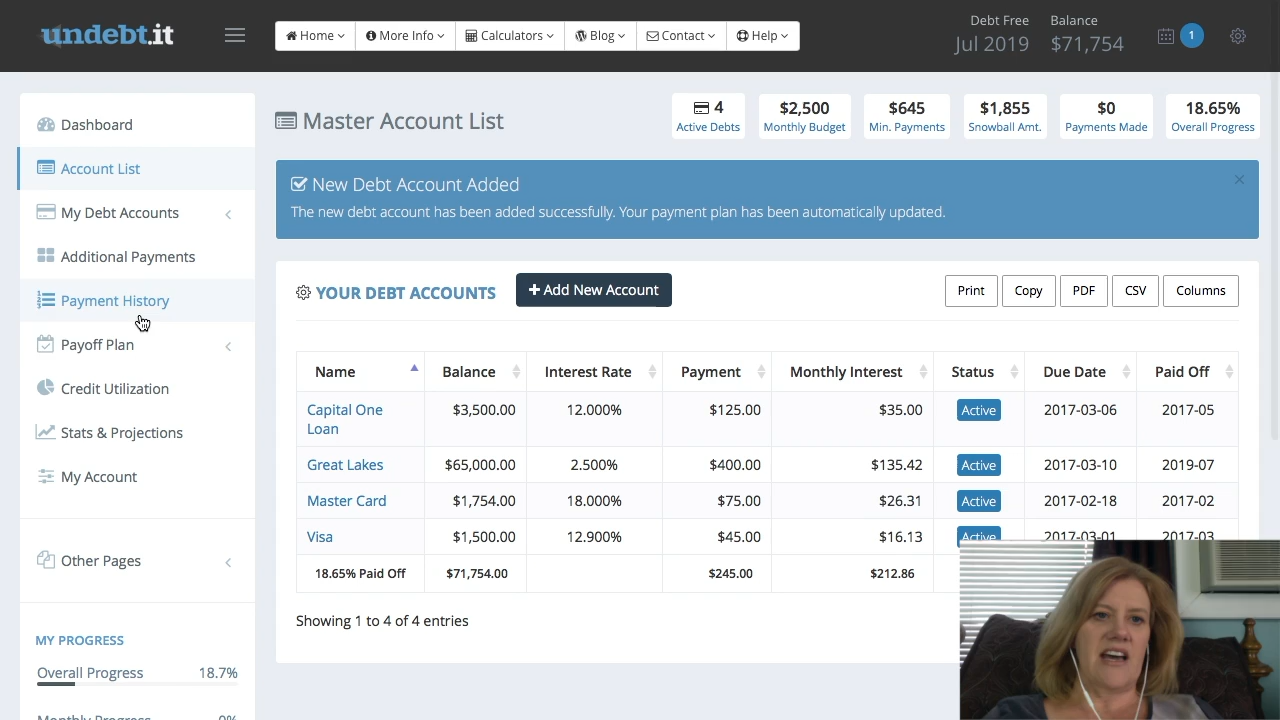 undebt.it
Home
More Info
Calculators
Blog
Contact
Help
Debt Free
Jul 2019
Balance
$71,754
1
Dashboard
Account List
My Debt Accounts
Additional Payments
Payment History
Payoff Plan
Credit Utilization
Stats & Projections
My Account
Other Pages
MY PROGRESS
Overall Progress 18.7%
Monthly Progress 0%
Master Account List
4
Active Debts
$2,500
Monthly Budget
$645
Min. Payments
$1,855
Snowball Amt.
$0
Payments Made
18.65%
Overall Progress
New Debt Account Added
The new debt account has been added successfully. Your payment plan has been automatically updated.
YOUR DEBT ACCOUNTS
+ Add New Account
Print
Copy
PDF
CSV
Columns
Name Balance Interest Rate Payment Monthly Interest Status Due Date Paid Off
Capital One
Loan $3,500.00 12.000% $125.00 $35.00 Active 2017-03-06 2017-05
Great Lakes $65,000.00 2.500% $400.00 $135.42 Active 2017-03-10 2019-07
Master Card $1,754.00 18.000% $75.00 $26.31 Active 2017-02-18 2017-02
Visa $1,500.00 12.900% $45.00 $16.13 Active 2017-03-01 2017-03
18.65% Paid Off $71,754.00 $245.00 $212.86
Showing 1 to 4 of 4 entries